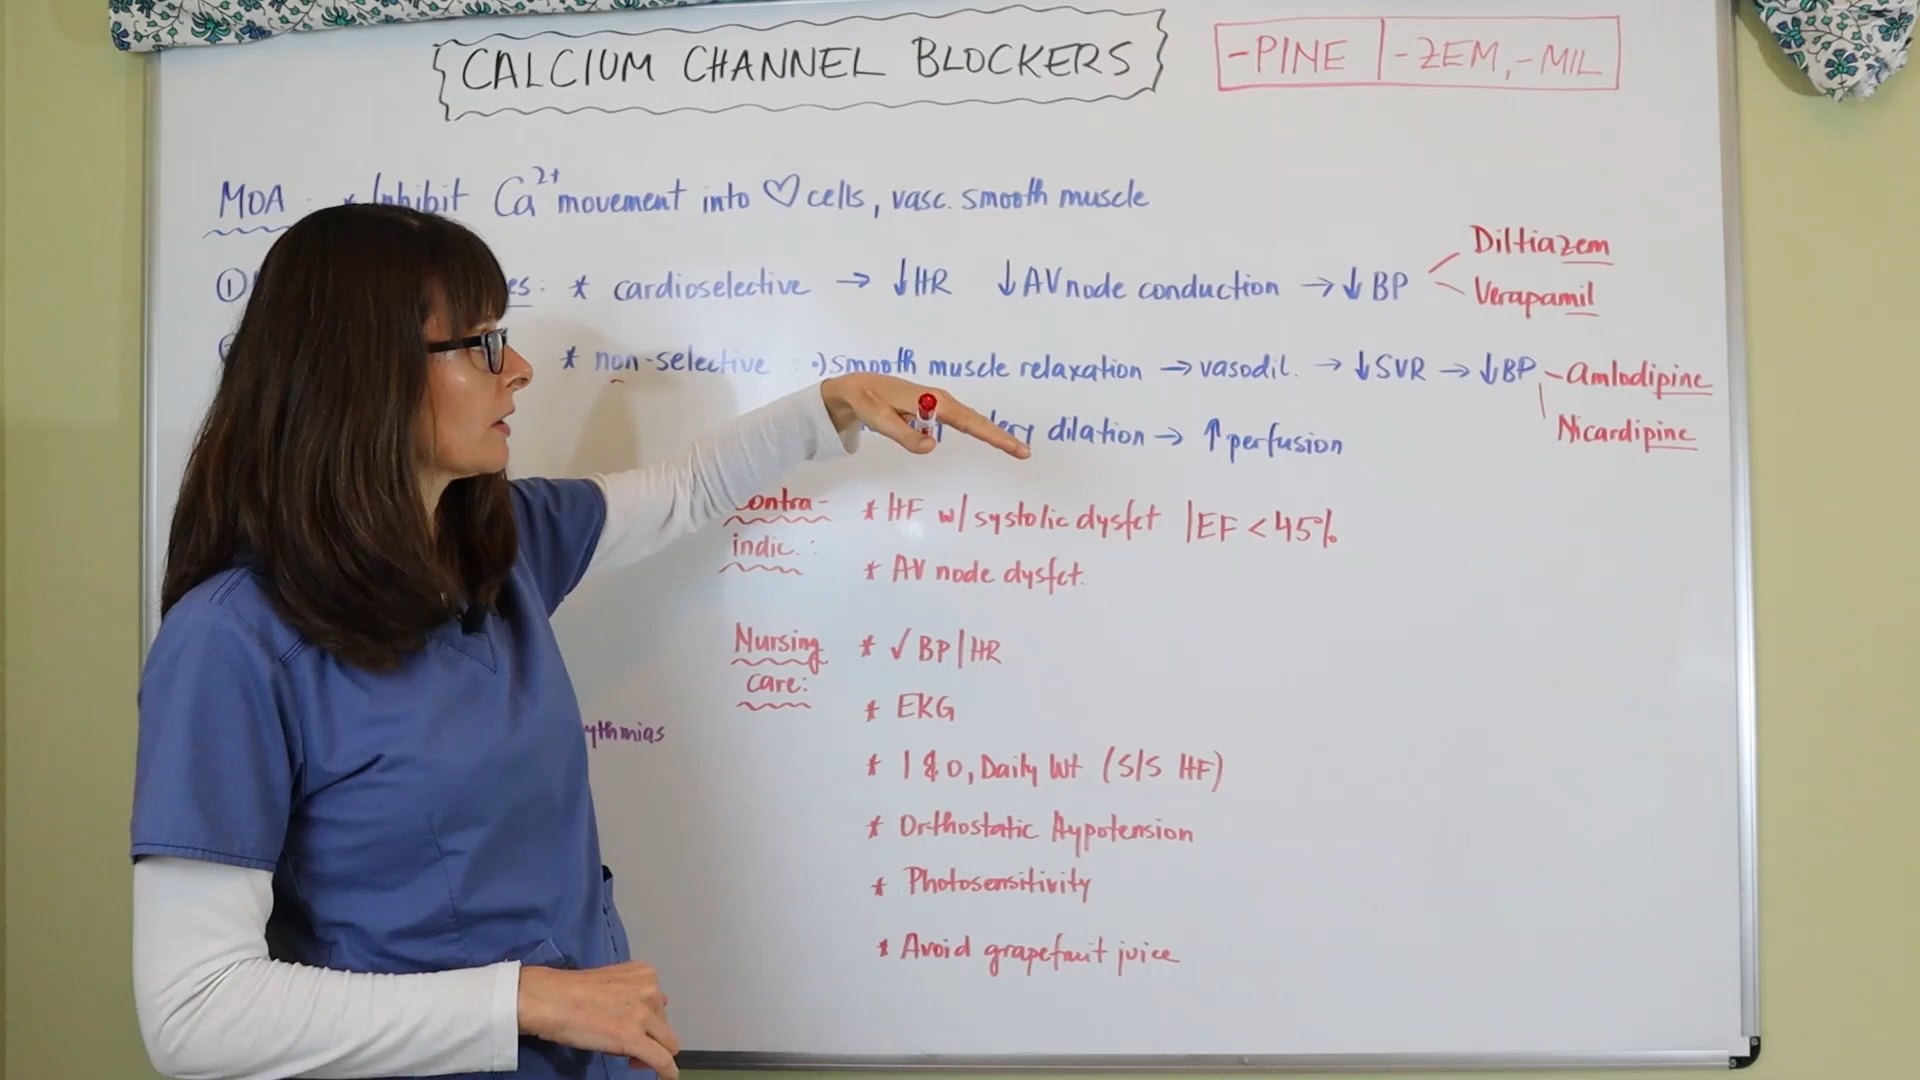 CALCIUM CHANNEL BLOCKERS
-PINE | -ZEM, -MIL
MOA : * Inhibit Ca2+ movement into ♡ cells, vasc. smooth muscle
① es: * cardioselective → ↓HR ↓AV node conduction → ↓ BP
Diltiazem
Verapamil
* non-selective : •) smooth muscle relaxation → vasodil. → ↓SVR → ↓BP - Amlodipine
Nicardipine
dilation → ↑ perfusion
Contra-
indic. :
* HF w/ systolic dysfct | EF < 45%
* AV node dysfct.
Nursing
care:
* ✓ BP | HR
* EKG
ythmias
* I & O, Daily Wt (S/S HF)
* Orthostatic Hypotension
* Photosensitivity
* Avoid grapefruit juice